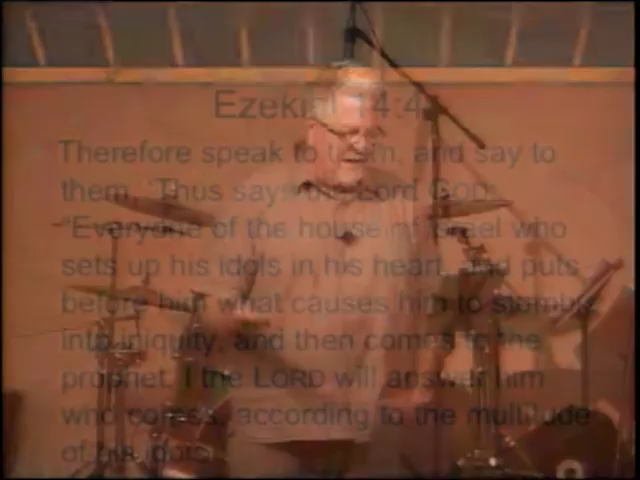 Ezekiel 14:4
Therefore speak to them, and say to
them, 'Thus says the Lord GOD:
"Everyone of the house of Israel who
sets up his idols in his heart, and puts
before him what causes him to stumble
into iniquity, and then comes to the
prophet, I the LORD will answer him
who comes, according to the multitude
of his idols,